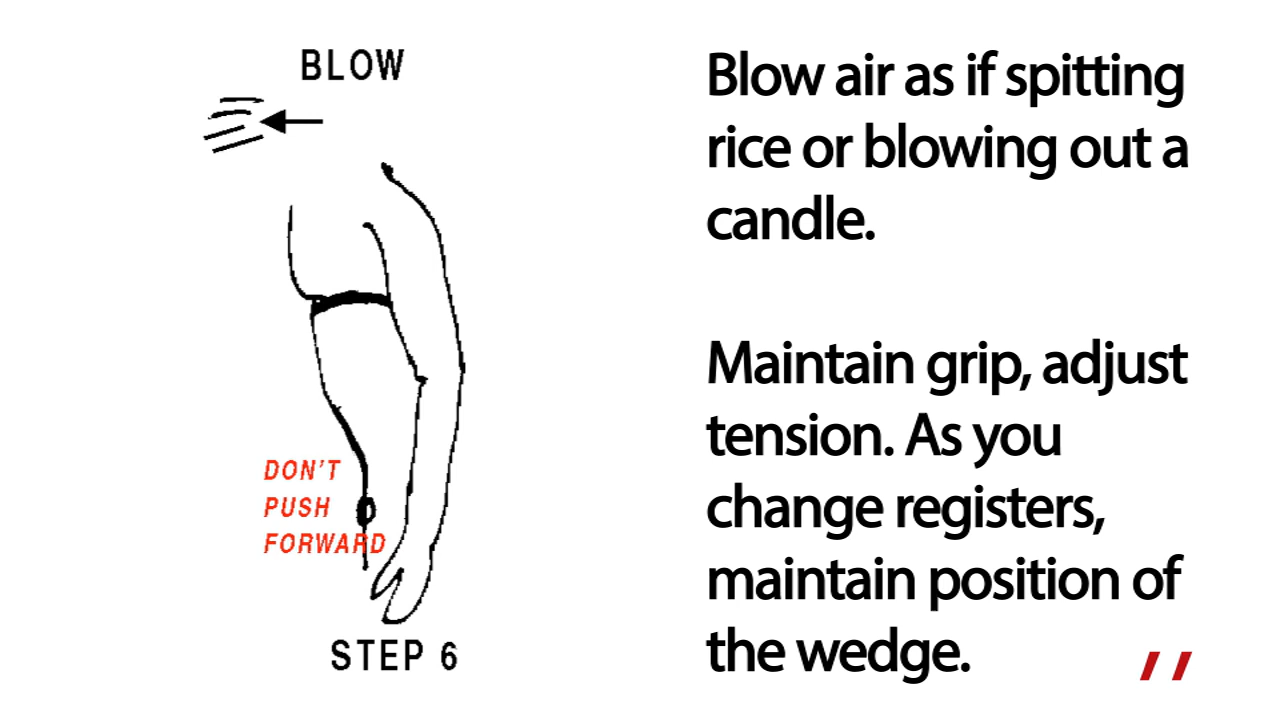 BLOW
DON'T
PUSH
FORWARD
STEP 6
Blow air as if spitting
rice or blowing out a
candle.
Maintain grip, adjust
tension. As you
change registers,
maintain position of
the wedge.